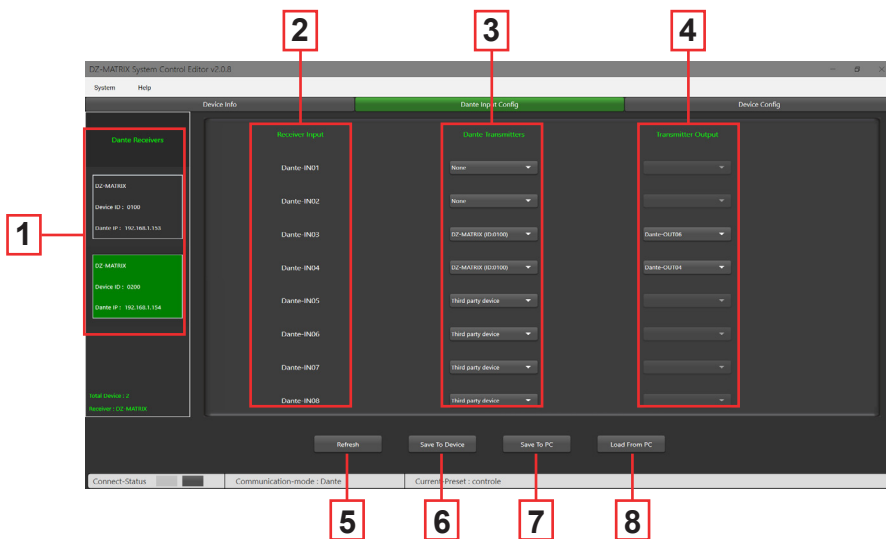 2
3
4
DZ-MATRIX System Control Editor v2.0.8
System Help
Device Info
Dante Input Config
Device Config
1
Dante Receivers
DZ-MATRIX
Device ID : 0100
Dante IP : 192.168.1.153
DZ-MATRIX
Device ID : 0200
Dante IP : 192.168.1.154
Total Device : 2
Receiver : DZ-MATRIX
Receiver Input
Dante Transmitters
Transmitter Output
Dante-IN01
None
Dante-IN02
None
Dante-IN03
DZ-MATRIX (ID:0100)
Dante-OUT06
Dante-IN04
DZ-MATRIX (ID:0100)
Dante-OUT04
Dante-IN05
Third party device
Dante-IN06
Third party device
Dante-IN07
Third party device
Dante-IN08
Third party device
Refresh
Save To Device
Save To PC
Load From PC
Connect-Status
Communication-mode : Dante
Current-Preset : controle
5
6
7
8